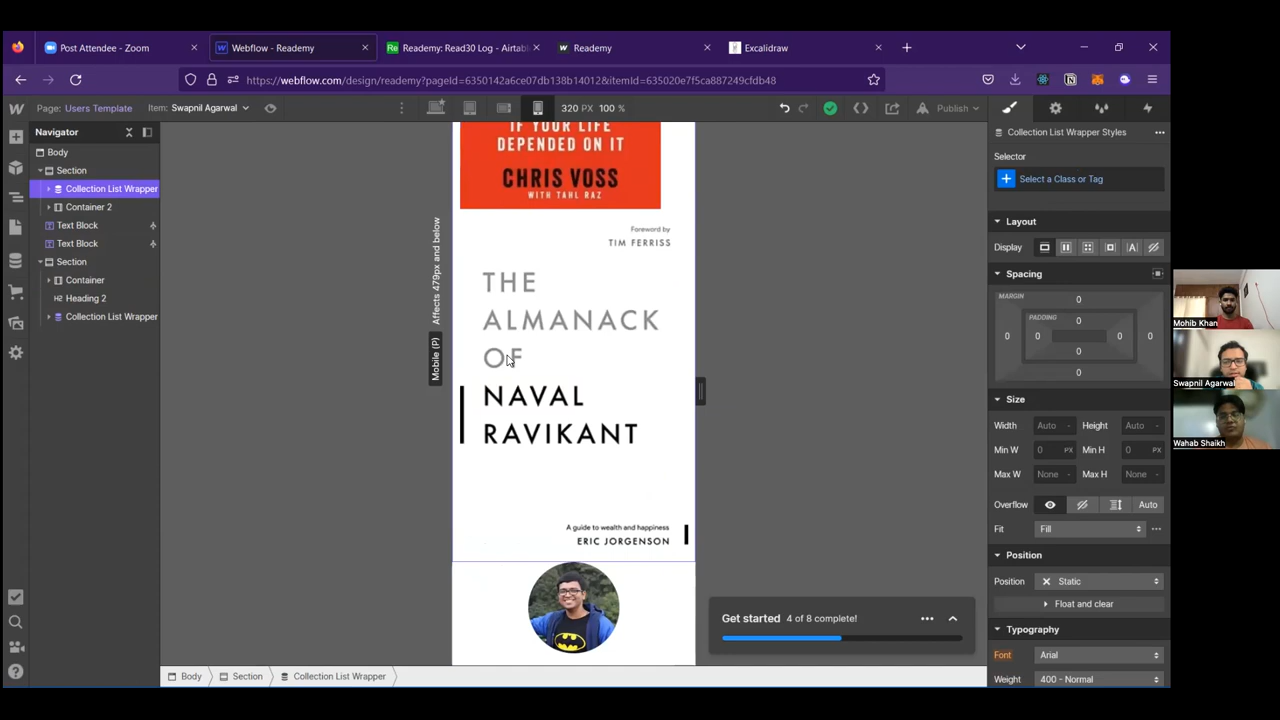 Post Attendee - Zoom
Webflow - Reademy
Reademy: Read30 Log - Airtabl
Reademy
Excalidraw
https://webflow.com/design/reademy?pageId=6350142a6ce07db138b14012&itemId=635020e7f5ca887249cfdb48
Page: Users Template
Item: Swapnil Agarwal
320 PX 100 %
Publish
Navigator
Body
Section
Collection List Wrapper
Container 2
Text Block
Text Block
Section
Container
H2 Heading 2
Collection List Wrapper
Affects 479px and below
Mobile (P)
IF YOUR LIFE
DEPENDED ON IT
CHRIS VOSS
WITH TAHL RAZ
Foreword by
TIM FERRISS
THE
ALMANACK
OF
NAVAL
RAVIKANT
A guide to wealth and happiness
ERIC JORGENSON
Get started 4 of 8 complete!
Body
Section
Collection List Wrapper
Collection List Wrapper Styles
Selector
Select a Class or Tag
Layout
Display
Spacing
MARGIN
0
PADDING
0
0 0 0 0
0
0
Size
Width Auto - Height Auto -
Min W 0 PX Min H 0 PX
Max W None - Max H None -
Overflow Auto
Fit Fill
Position
Position Static
Float and clear
Typography
Font Arial
Weight 400 - Normal
Mohib Khan
Swapnil Agarwal
Wahab Shaikh